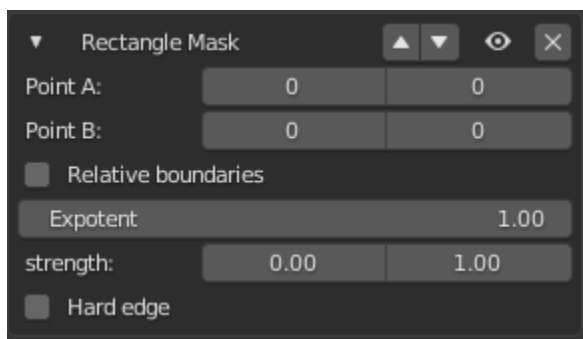 Rectangle Mask
Point A: 0 0
Point B: 0 0
Relative boundaries
Expotent 1.00
strength: 0.00 1.00
Hard edge